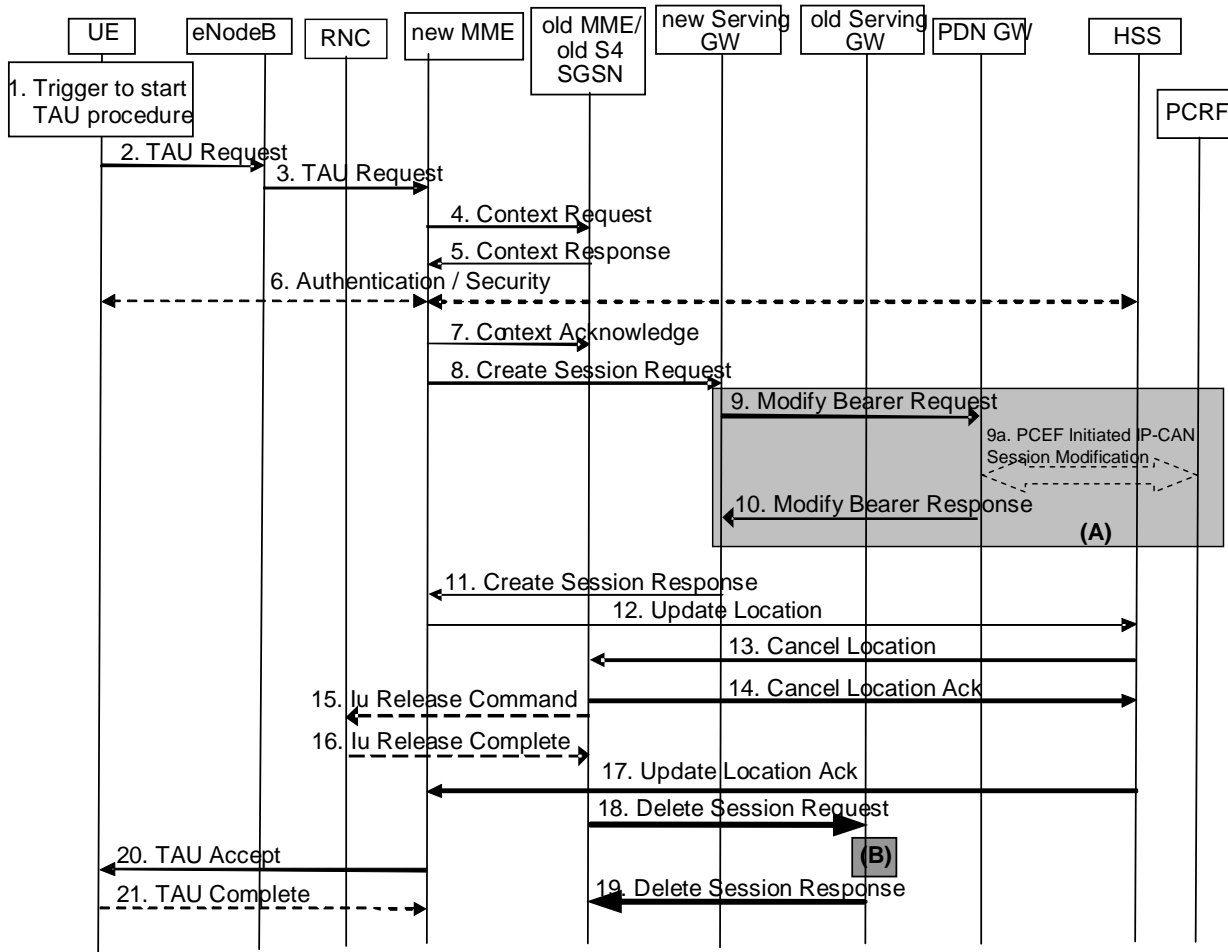 UE
eNodeB
RNC
new MME
old MME/
old S4
SGSN
new Serving
GW
old Serving
GW
PDN GW
HSS
PCRF
1. Trigger to start
TAU procedure
2. TAU Request
3. TAU Request
4. Context Request
5. Context Response
6. Authentication / Security
7. Context Acknowledge
8. Create Session Request
9. Modify Bearer Request
9a. PCEF Initiated IP-CAN
Session Modification
10. Modify Bearer Response
(A)
11. Create Session Response
12. Update Location
13. Cancel Location
14. Cancel Location Ack
15. Iu Release Command
16. Iu Release Complete
17. Update Location Ack
18. Delete Session Request
(B)
20. TAU Accept
19. Delete Session Response
21. TAU Complete